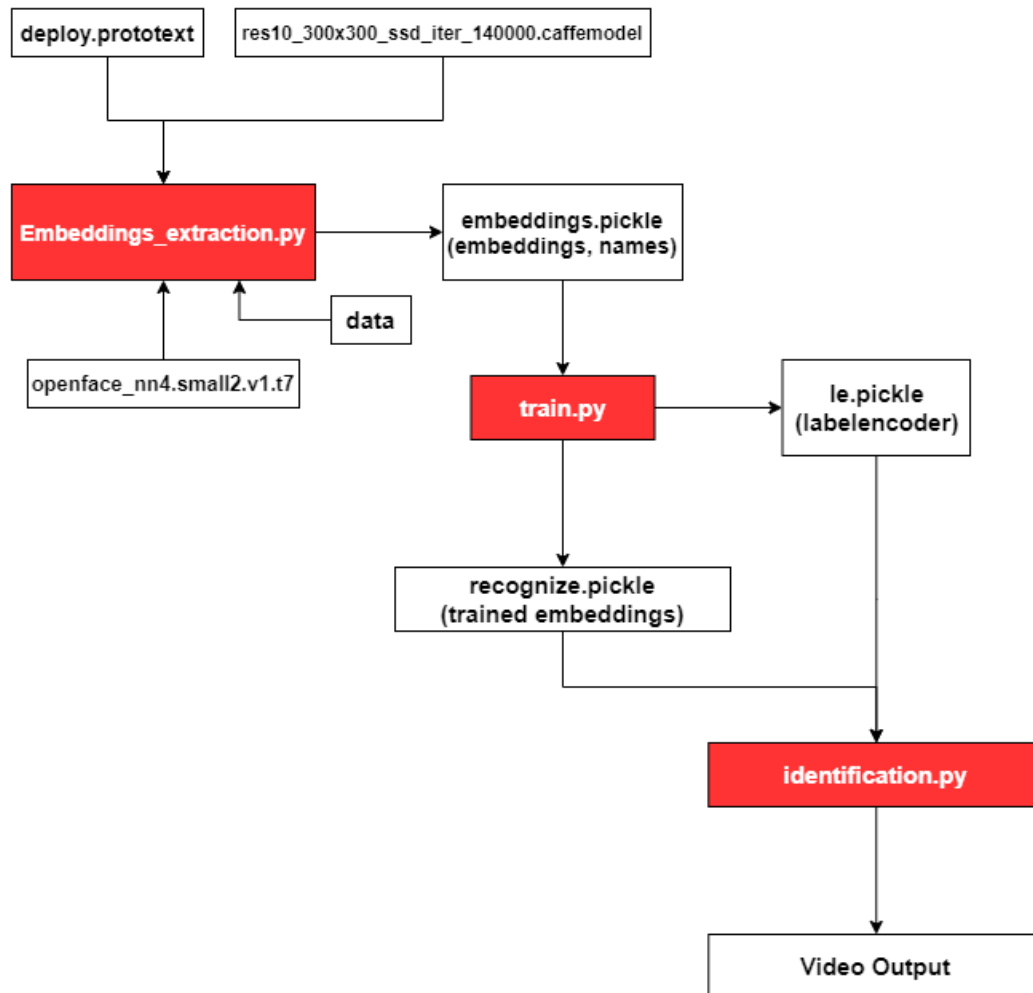 deploy.prototext
res10_300x300_ssd_iter_140000.caffemodel
Embeddings_extraction.py
embeddings.pickle
(embeddings, names)
data
openface_nn4.small2.v1.t7
train.py
le.pickle
(labelencoder)
recognize.pickle
(trained embeddings)
identification.py
Video Output